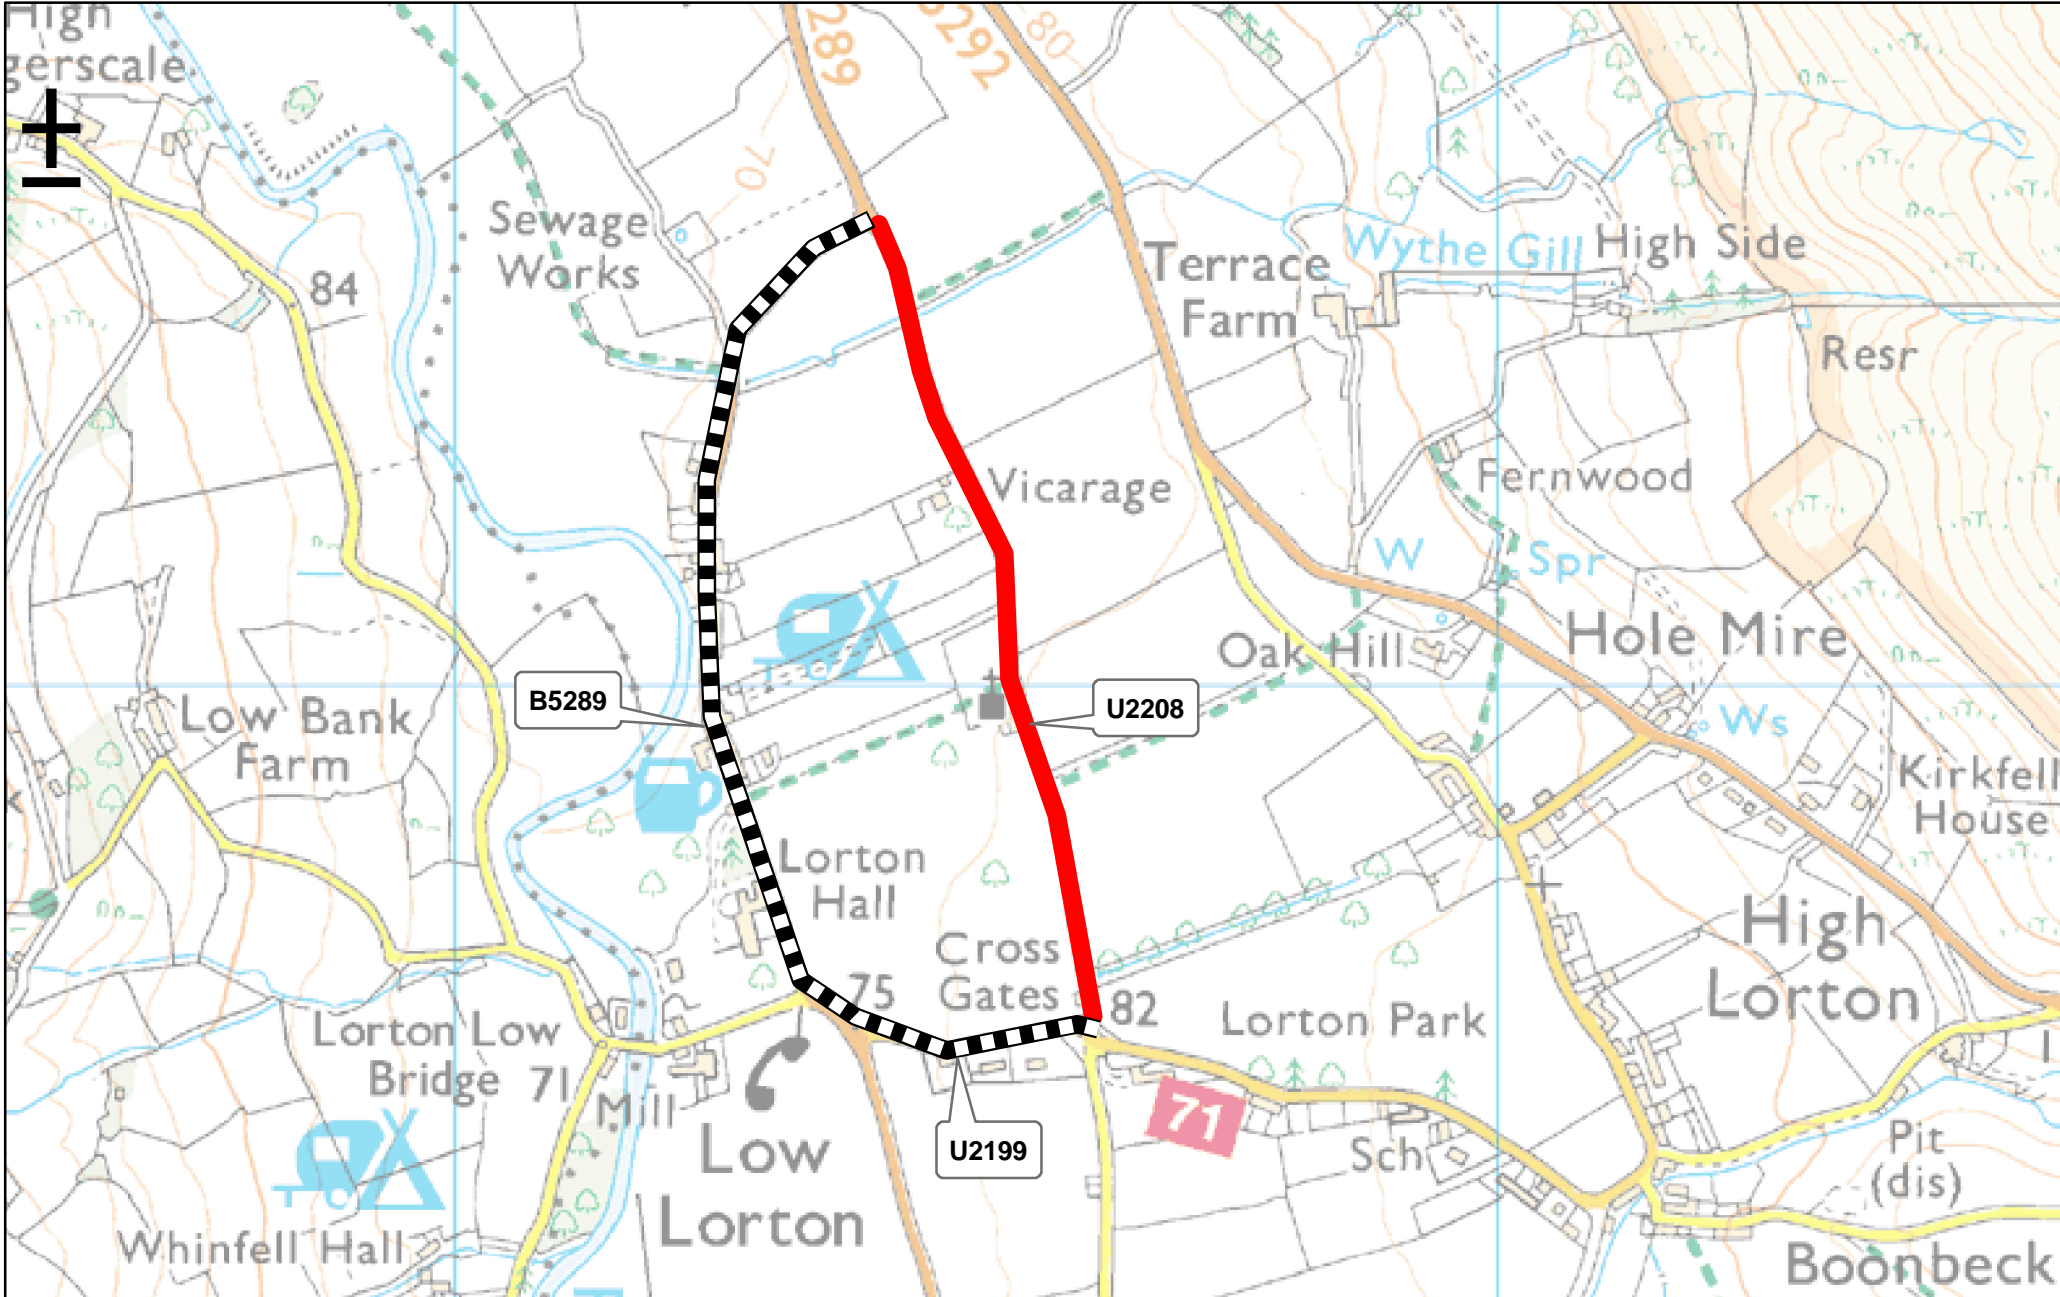 High
gerscale
289
B5292
80
70
Sewage
Works
84
Terrace
Farm
Wythe Gill
High Side
Resr
Vicarage
Fernwood
W
Spr
Hole Mire
Oak Hill
B5289
U2208
Ws
Low Bank
Farm
Kirkfell
House
Lorton
Hall
Cross
Gates
75
82
Lorton Park
High
Lorton
Lorton Low
Bridge
71
Mill
71
Sch
U2199
Low
Lorton
Pit
(dis)
Whinfell Hall
Boonbeck